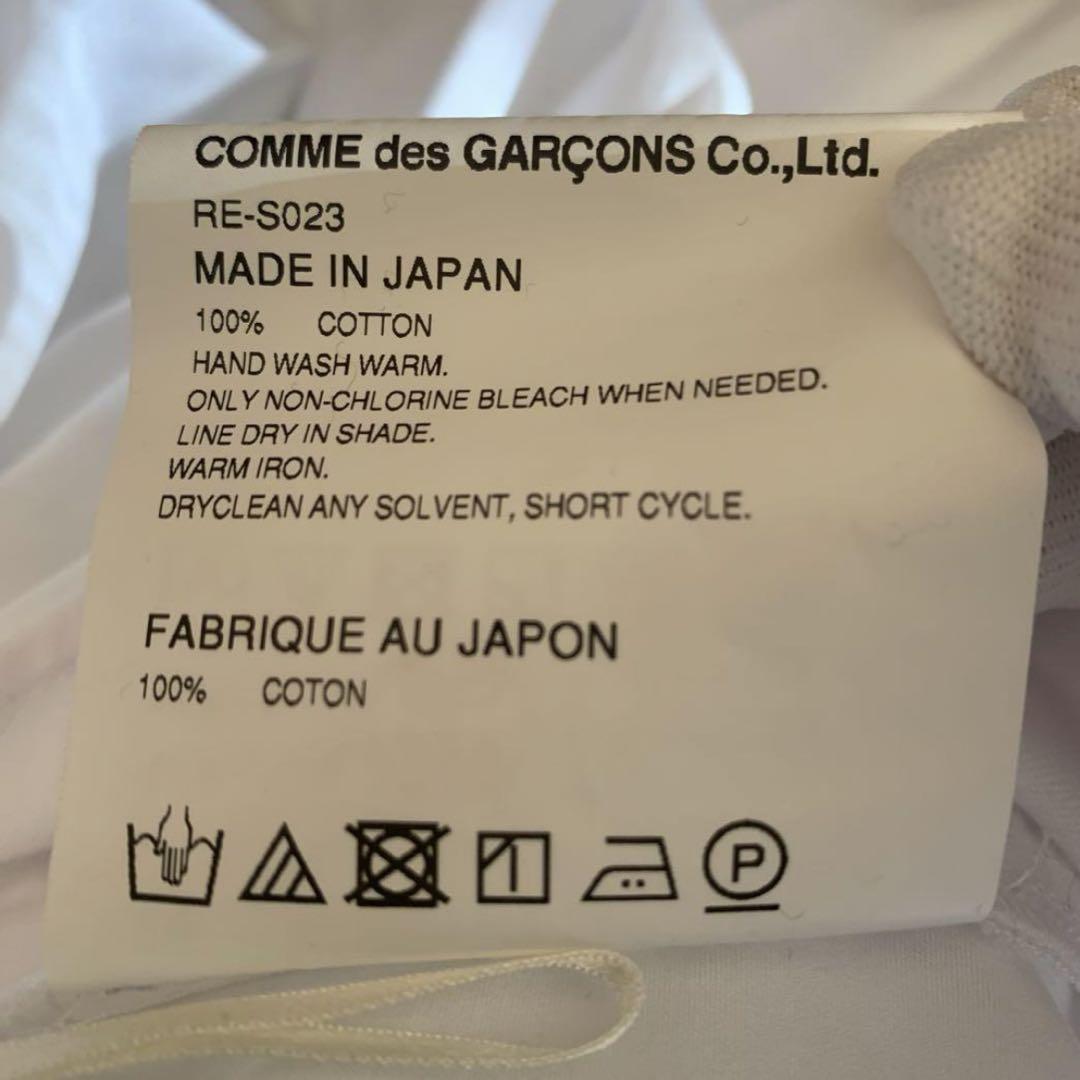 COMME des GARÇONS Co.,Ltd.
RE-S023
MADE IN JAPAN
100% COTTON
HAND WASH WARM.
ONLY NON-CHLORINE BLEACH WHEN NEEDED.
LINE DRY IN SHADE.
WARM IRON.
DRYCLEAN ANY SOLVENT, SHORT CYCLE.
FABRIQUE AU JAPON
100% COTON
P